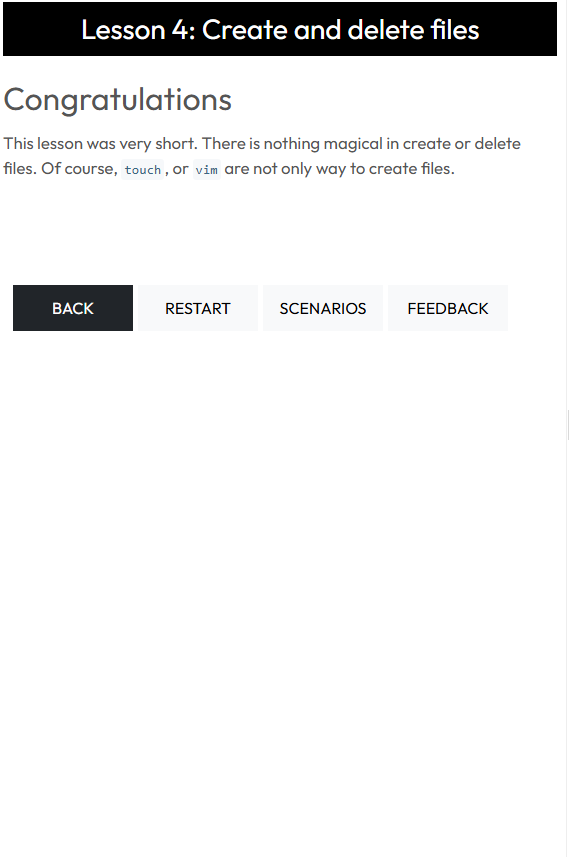 Lesson 4: Create and delete files
Congratulations
This lesson was very short. There is nothing magical in create or delete
files. Of course, touch, or vim are not only way to create files.
BACK RESTART SCENARIOS FEEDBACK